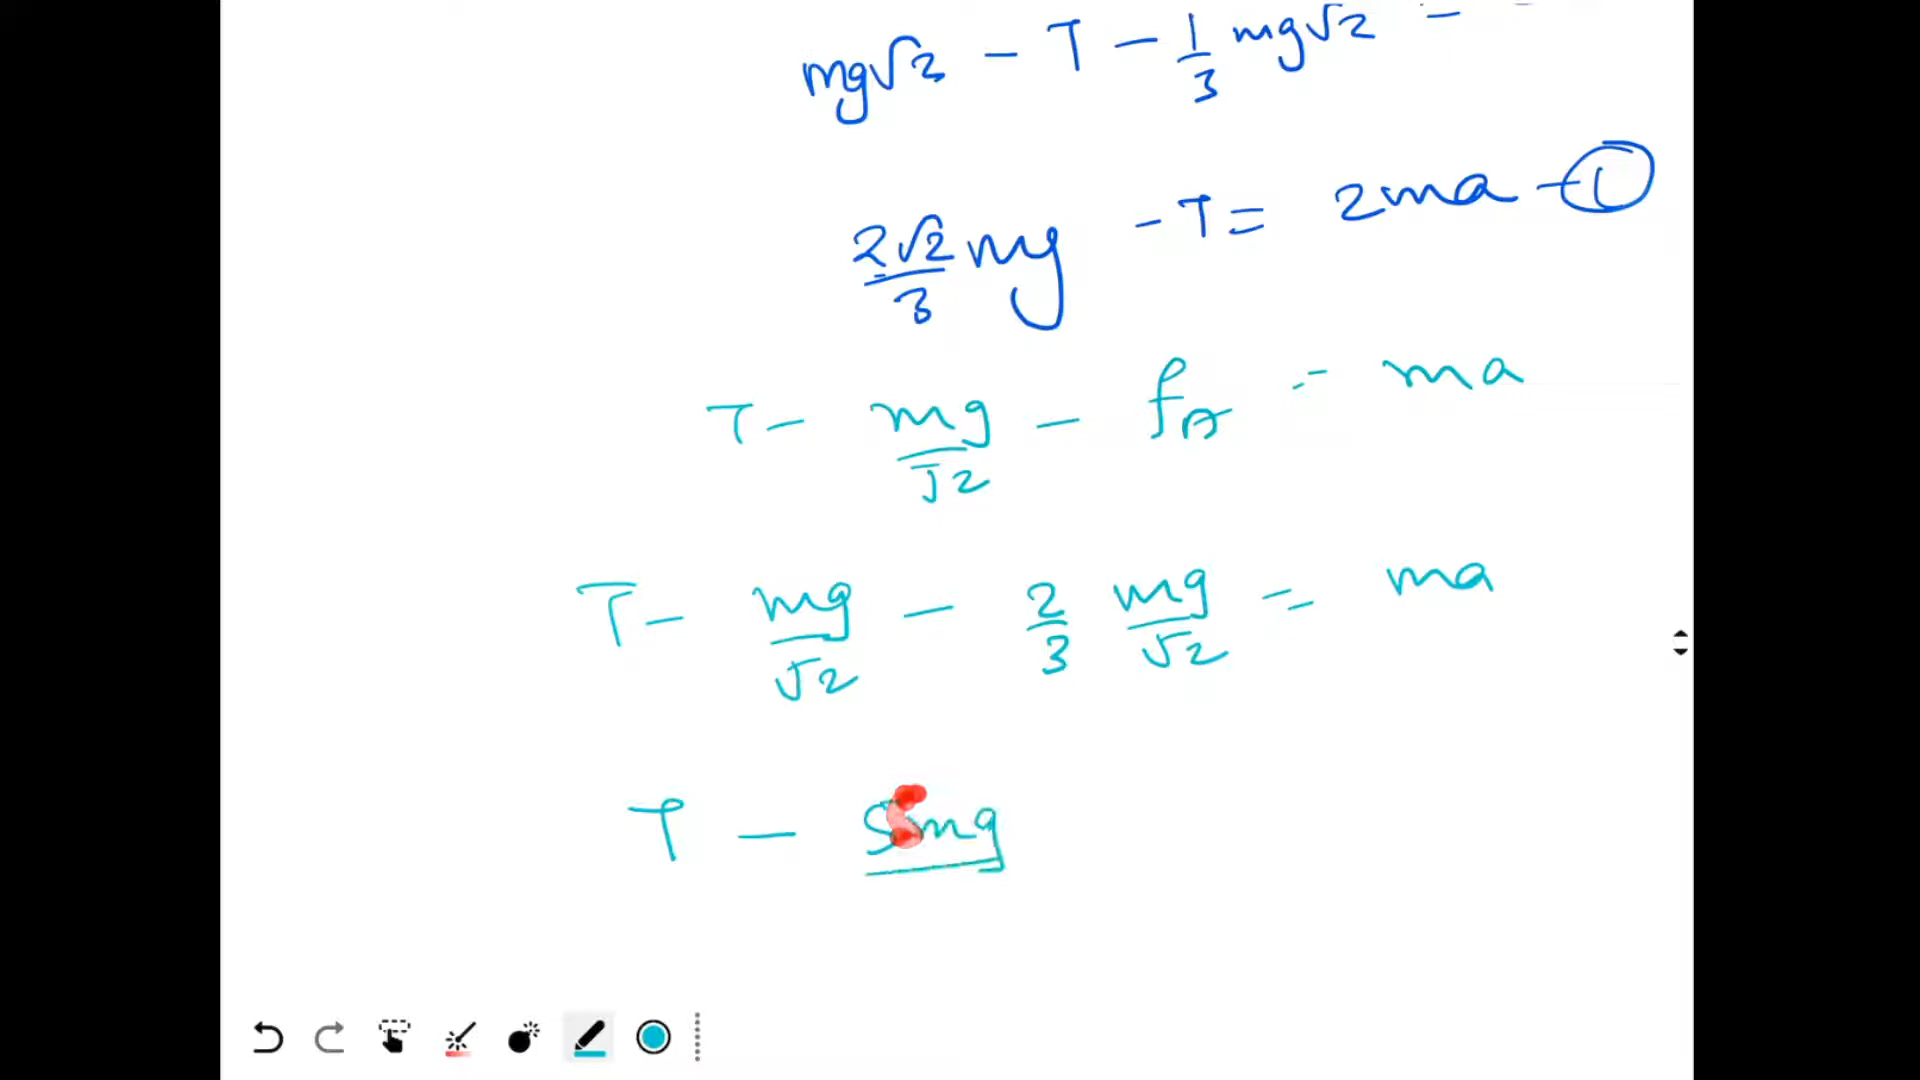 mg√2 - T - 1/3 mg√2 =
2√2/3 mg - T = 2ma - ①
T - mg/√2 - fA = ma
T - mg/√2 - 2/3 mg/√2 = ma
T - 5mg